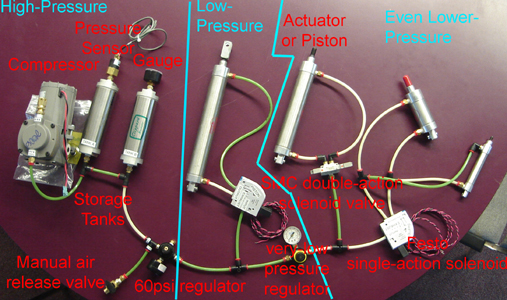 High-Pressure
Low-
Pressure
Even Lower-
Pressure
Pressure
Sensor
Compressor
Gauge
Actuator
or Piston
Storage
Tanks
SMC double-action
solenoid valve
Festo
single-action solenoid
Manual air
release valve
60psi regulator
very low
pressure
regulator